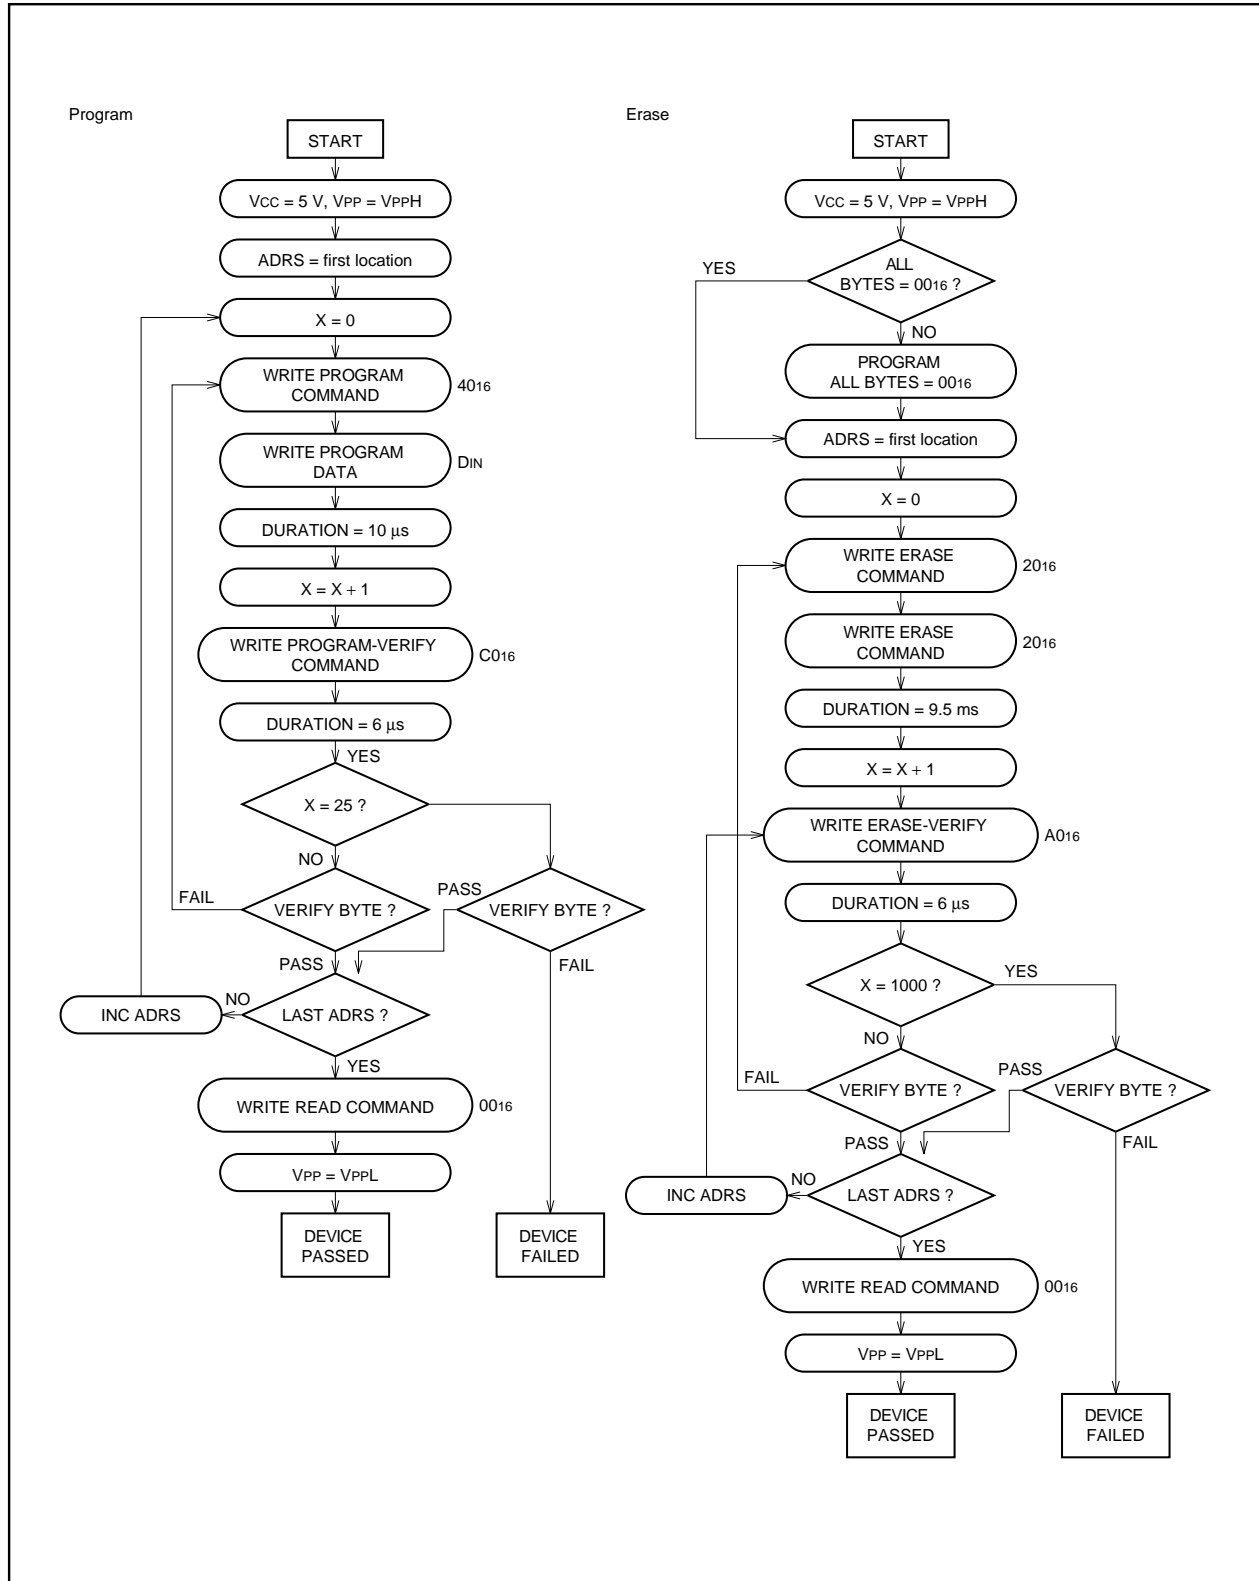 Program
START
VCC = 5 V, VPP = VPPH
ADRS = first location
X = 0
WRITE PROGRAM
COMMAND
4016
WRITE PROGRAM
DATA
DIN
DURATION = 10 µs
X = X + 1
WRITE PROGRAM-VERIFY
COMMAND
C016
DURATION = 6 µs
YES
X = 25 ?
NO
FAIL
VERIFY BYTE ?
PASS
VERIFY BYTE ?
PASS
FAIL
INC ADRS
NO
LAST ADRS ?
YES
WRITE READ COMMAND
0016
VPP = VPPL
DEVICE
PASSED
DEVICE
FAILED
Erase
START
VCC = 5 V, VPP = VPPH
YES
ALL
BYTES = 0016 ?
NO
PROGRAM
ALL BYTES = 0016
ADRS = first location
X = 0
WRITE ERASE
COMMAND
2016
WRITE ERASE
COMMAND
2016
DURATION = 9.5 ms
X = X + 1
WRITE ERASE-VERIFY
COMMAND
A016
DURATION = 6 µs
X = 1000 ?
YES
NO
FAIL
VERIFY BYTE ?
PASS
VERIFY BYTE ?
PASS
FAIL
INC ADRS
NO
LAST ADRS ?
YES
WRITE READ COMMAND
0016
VPP = VPPL
DEVICE
PASSED
DEVICE
FAILED